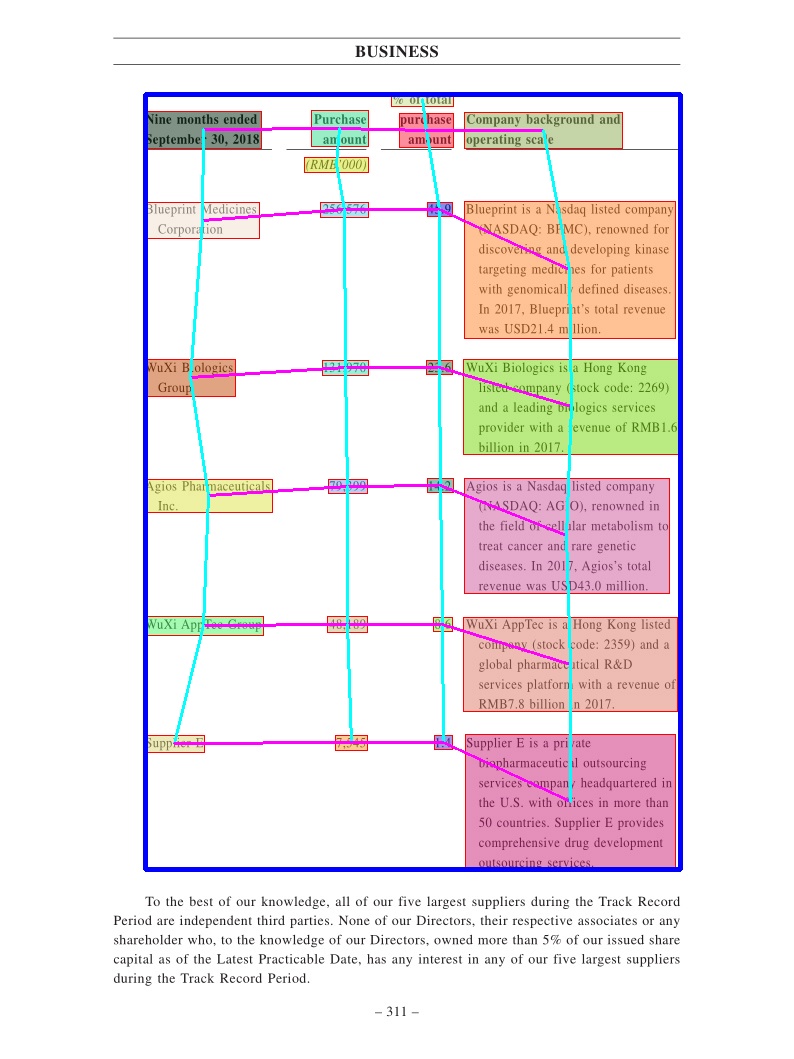 BUSINESS
% of total
Nine months ended Purchase purchase Company background and
September 30, 2018 amount amount operating scale
(RMB'000)
Blueprint Medicines 256,576 Blueprint is a Nasdaq listed company
Corporation (NASDAQ: BPMC), renowned for
discovering and developing kinase
targeting medicines for patients
with genomically defined diseases.
In 2017, Blueprint's total revenue
was USD21.4 million.
WuXi Biologics 131,970 23.6 WuXi Biologics is a Hong Kong
Group listed company (stock code: 2269)
and a leading biologics services
provider with a revenue of RMB1.6
billion in 2017.
Agios Pharmaceuticals 79,399 14.2 Agios is a Nasdaq listed company
Inc. (NASDAQ: AGIO), renowned in
the field of cellular metabolism to
treat cancer and rare genetic
diseases. In 2017, Agios's total
revenue was USD43.0 million.
WuXi AppTec Group 48,189 8.6 WuXi AppTec is a Hong Kong listed
company (stock code: 2359) and a
global pharmaceutical R&D
services platform with a revenue of
RMB7.8 billion in 2017.
Supplier E 7,545 1.4 Supplier E is a private
biopharmaceutical outsourcing
services company headquartered in
the U.S. with offices in more than
50 countries. Supplier E provides
comprehensive drug development
outsourcing services.
To the best of our knowledge, all of our five largest suppliers during the Track Record
Period are independent third parties. None of our Directors, their respective associates or any
shareholder who, to the knowledge of our Directors, owned more than 5% of our issued share
capital as of the Latest Practicable Date, has any interest in any of our five largest suppliers
during the Track Record Period.
– 311 –